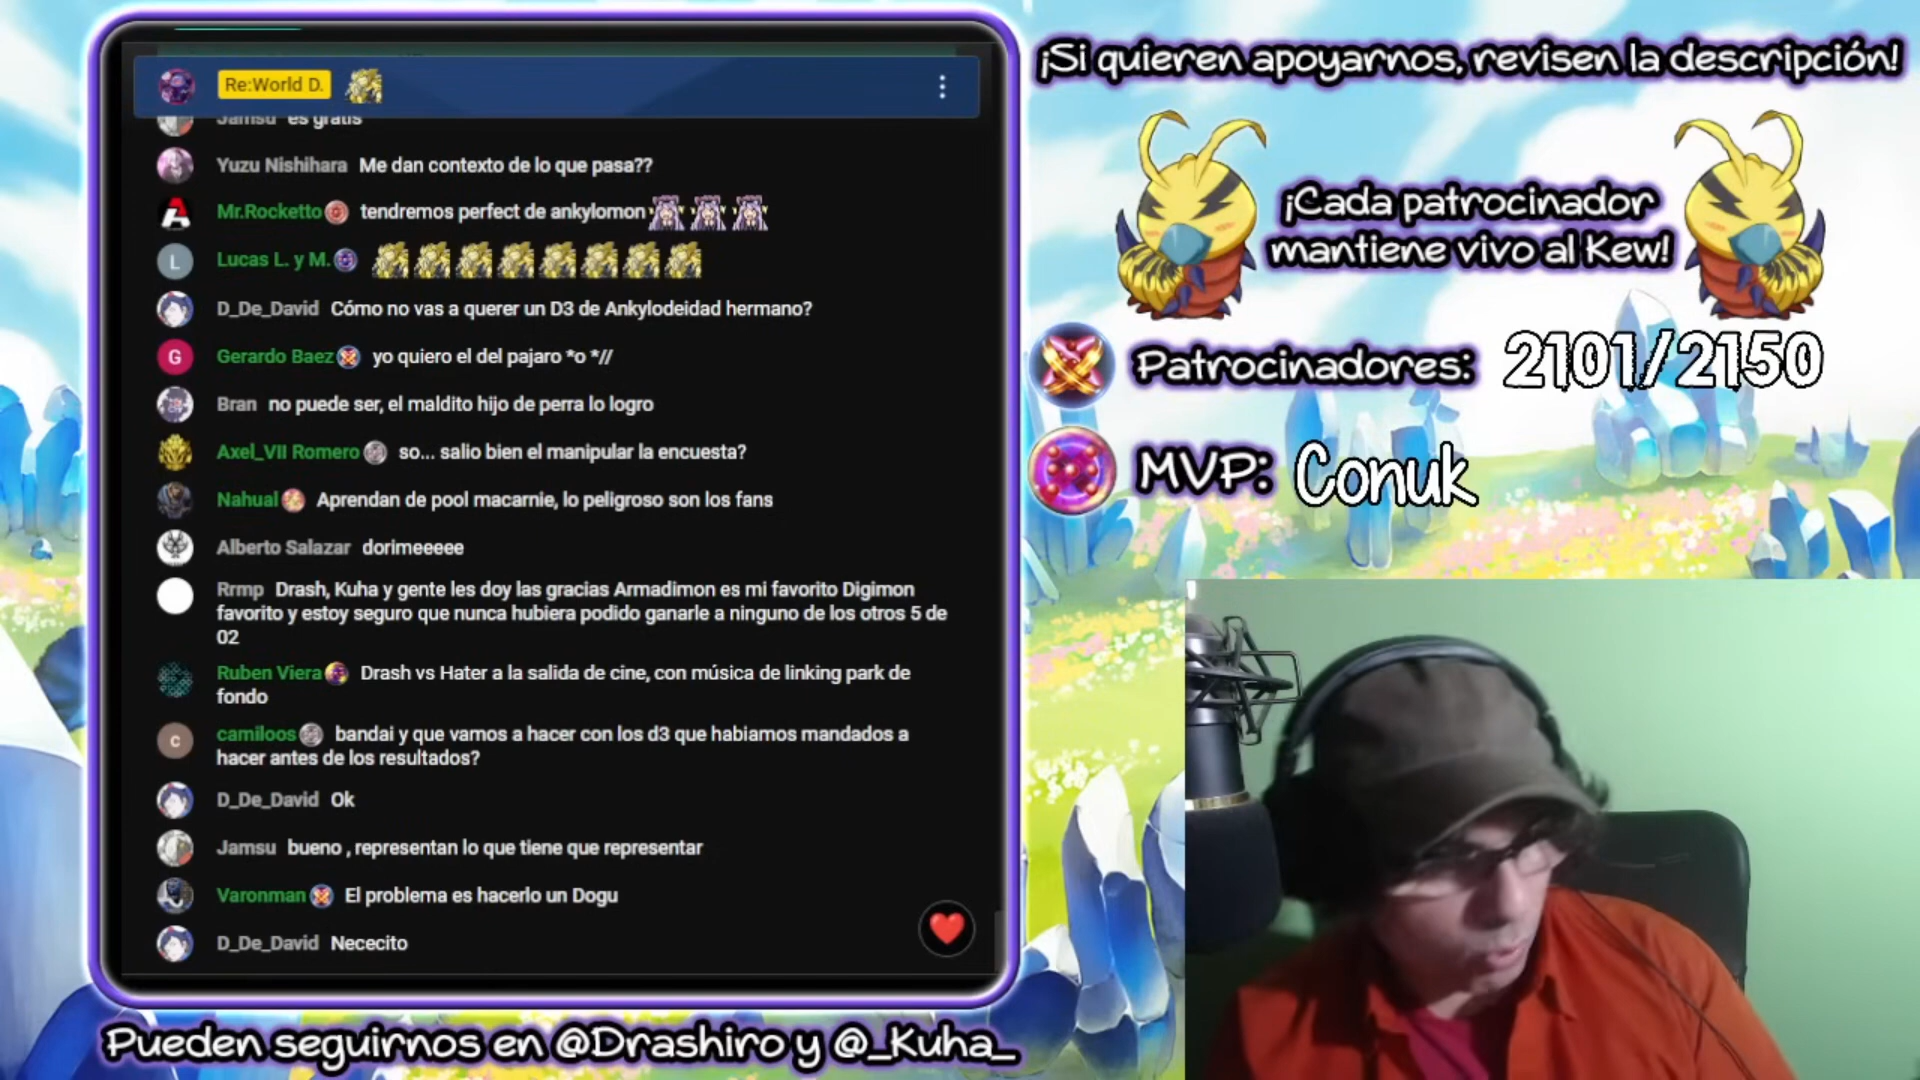 ¡Si quieren apoyarnos, revisen la descripción!
Re:World D.
Jamsu es gratis
Yuzu Nishihara Me dan contexto de lo que pasa??
Mr.Rocketto tendremos perfect de ankylomon
L Lucas L. y M.
D_De_David Cómo no vas a querer un D3 de Ankylodeidad hermano?
G Gerardo Baez yo quiero el del pajaro *o *//
Bran no puede ser, el maldito hijo de perra lo logro
Axel_VII Romero so... salio bien el manipular la encuesta?
Nahual Aprendan de pool macarnie, lo peligroso son los fans
Alberto Salazar dorimeeeee
Rrmp Drash, Kuha y gente les doy las gracias Armadimon es mi favorito Digimon
favorito y estoy seguro que nunca hubiera podido ganarle a ninguno de los otros 5 de
02
Ruben Viera Drash vs Hater a la salida de cine, con música de linking park de
fondo
c camiloos bandai y que vamos a hacer con los d3 que habiamos mandados a
hacer antes de los resultados?
D_De_David Ok
Jamsu bueno , representan lo que tiene que representar
Varonman El problema es hacerlo un Dogu
D_De_David Nececito
¡Cada patrocinador
mantiene vivo al Kew!
Patrocinadores: 2101/2150
MVP: Conuk
Pueden seguirnos en @Drashiro y @_Kuha_